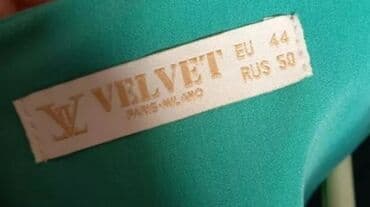 VELVET
PARIS-MILANO
EU 44
RUS 50